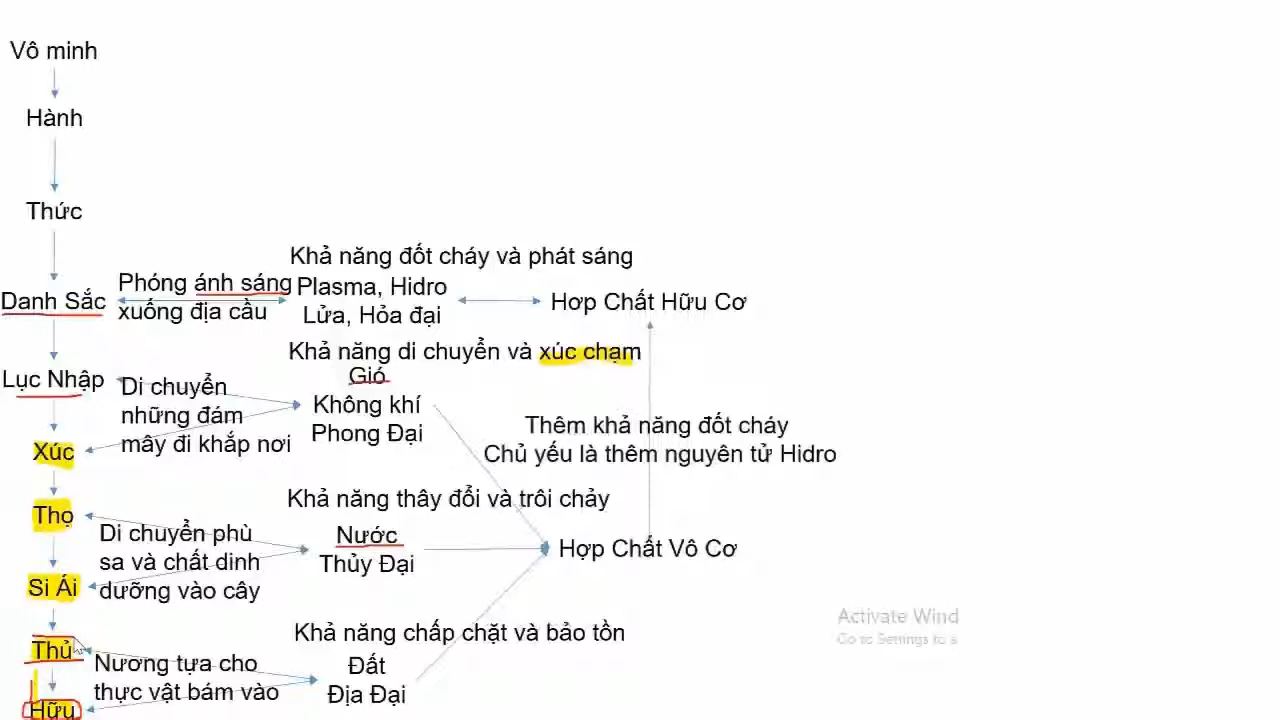 Vô minh
Hành
Thức
Danh Sắc
Phóng ánh sáng
xuống địa cầu
Khả năng đốt cháy và phát sáng
Plasma, Hidro
Lửa, Hỏa đại
Hơp Chất Hữu Cơ
Khả năng di chuyển và xúc chạm
Lục Nhập
Di chuyển
những đám
mây đi khắp nơi
Gió
Không khí
Phong Đại
Thêm khả năng đốt cháy
Chủ yếu là thêm nguyên tử Hidro
Xúc
Khả năng thây đổi và trôi chảy
Thọ
Di chuyển phù
sa và chất dinh
dưỡng vào cây
Nước
Thủy Đại
Hợp Chất Vô Cơ
Si Ái
Khả năng chấp chặt và bảo tồn
Thủ
Nương tựa cho
thực vật bám vào
Đất
Địa Đại
Hữu
Activate Wind
Go to Settings to a